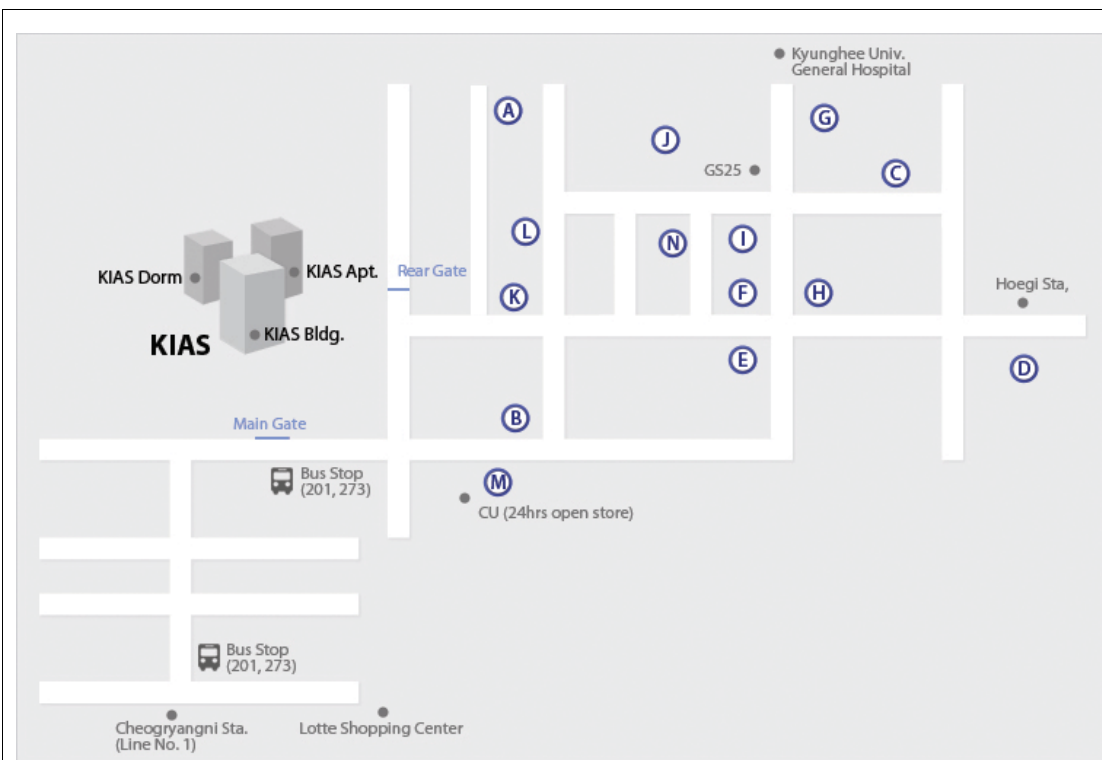 Kyunghee Univ.
General Hospital
A
G
J
GS25
C
L
N
I
KIAS Dorm
KIAS Apt.
Rear Gate
K
F
H
Hoegi Sta,
KIAS
KIAS Bldg.
E
D
Main Gate
B
Bus Stop
(201, 273)
M
CU (24hrs open store)
Bus Stop
(201, 273)
Cheogryangni Sta.
(Line No. 1)
Lotte Shopping Center